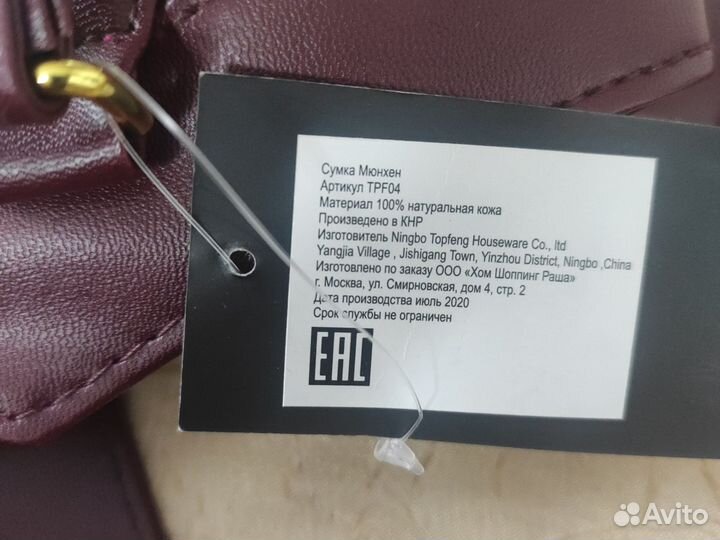 Сумка Мюнхен
Артикул TPF04
Материал 100% натуральная кожа
Произведено в КНР
Изготовитель Ningbo Topfeng Houseware Co., ltd
Yangjia Village , Jishigang Town, Yinzhou District, Ningbo ,China
Изготовлено по заказу ООО «Хом Шоппинг Раша»
г. Москва, ул. Смирновская, дом 4, стр. 2
Дата производства июль 2020
Срок службы не ограничен
EAC
Avito